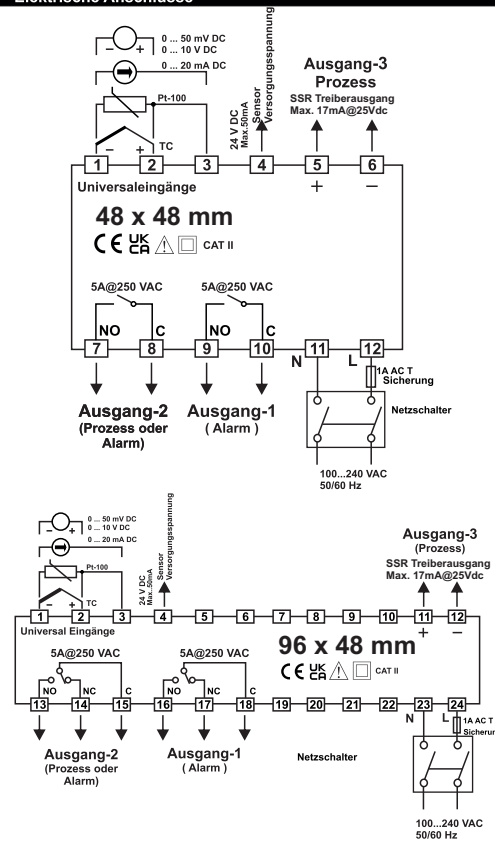 0 ... 50 mV DC
0 ... 10 V DC
0 ... 20 mA DC
Pt-100
TC
24 V DC
Max.50mA
Sensor
Versorgungsspannung
Ausgang-3
Prozess
SSR Treiberausgang
Max. 17mA@25Vdc
1 2 3 4 5 6
+ −
Universaleingänge
48 x 48 mm
CE UK CA CAT II
5A@250 VAC 5A@250 VAC
NO C NO C
7 8 9 10 N 11 L 12
1A AC T
Sicherung
Ausgang-2
(Prozess oder
Alarm)
Ausgang-1
( Alarm )
Netzschalter
100...240 VAC
50/60 Hz
0 ... 50 mV DC
0 ... 10 V DC
0 ... 20 mA DC
Pt-100
TC
24 V DC
Max..50mA
Sensor
Versorgungsspannung
Ausgang-3
(Prozess)
SSR Treiberausgang
Max. 17mA@25Vdc
1 2 3 4 5 6 7 8 9 10 11 12
+ −
Universal Eingänge
96 x 48 mm
CE UK CA CAT II
5A@250 VAC 5A@250 VAC
NO NC C NO NC C
13 14 15 16 17 18 19 20 21 22 23 24
N L
1A AC T
Ausgang-2
(Prozess oder
Alarm)
Ausgang-1
( Alarm )
Netzschalter
100...240 VAC
50/60 Hz